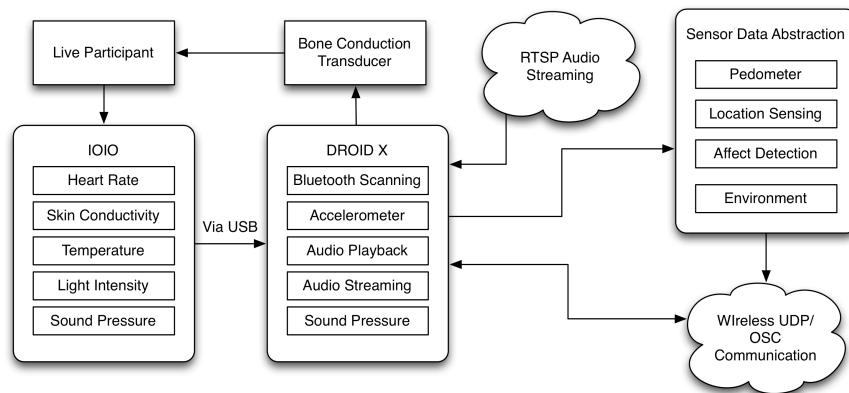 Live Participant
Bone Conduction
Transducer
RTSP Audio
Streaming
Sensor Data Abstraction
Pedometer
Location Sensing
Affect Detection
Environment
IOIO
Heart Rate
Skin Conductivity
Temperature
Light Intensity
Sound Pressure
Via USB
DROID X
Bluetooth Scanning
Accelerometer
Audio Playback
Audio Streaming
Sound Pressure
WIreless UDP/
OSC
Communication